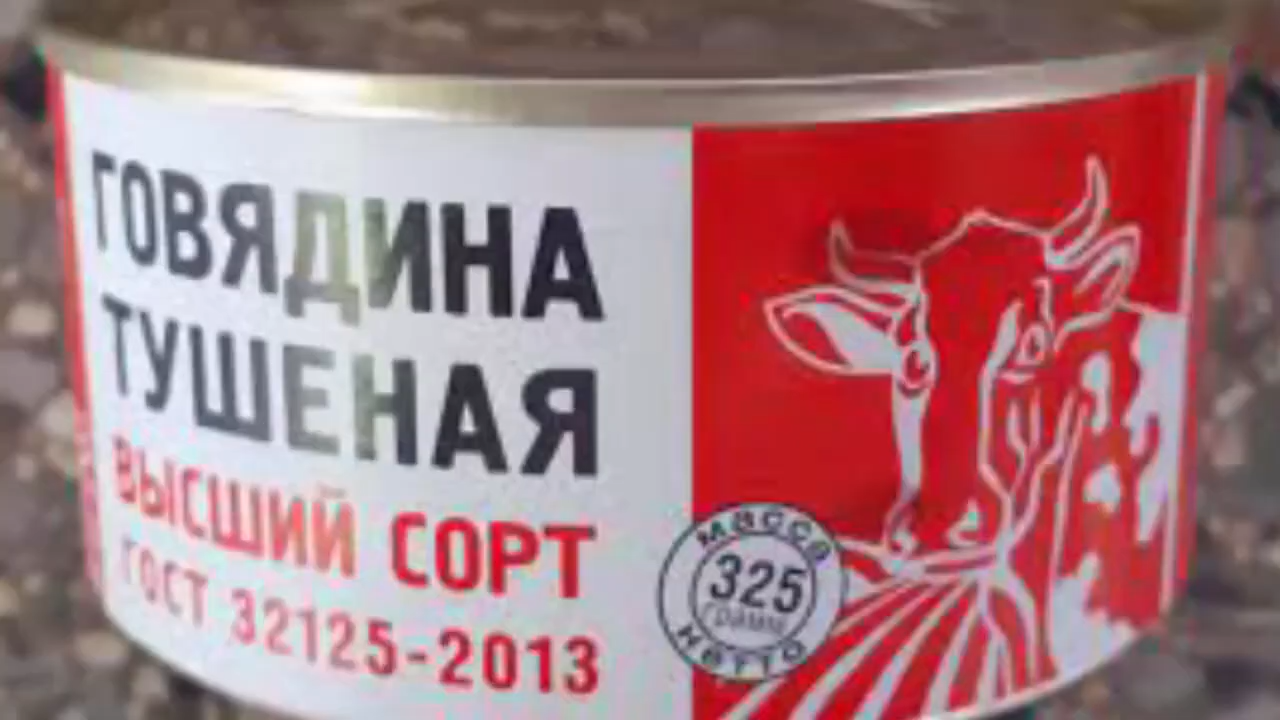 ГОВЯДИНА
ТУШЕНАЯ
ВЫСШИЙ СОРТ
ГОСТ 32125-2013
масса
325
грамм
нетто